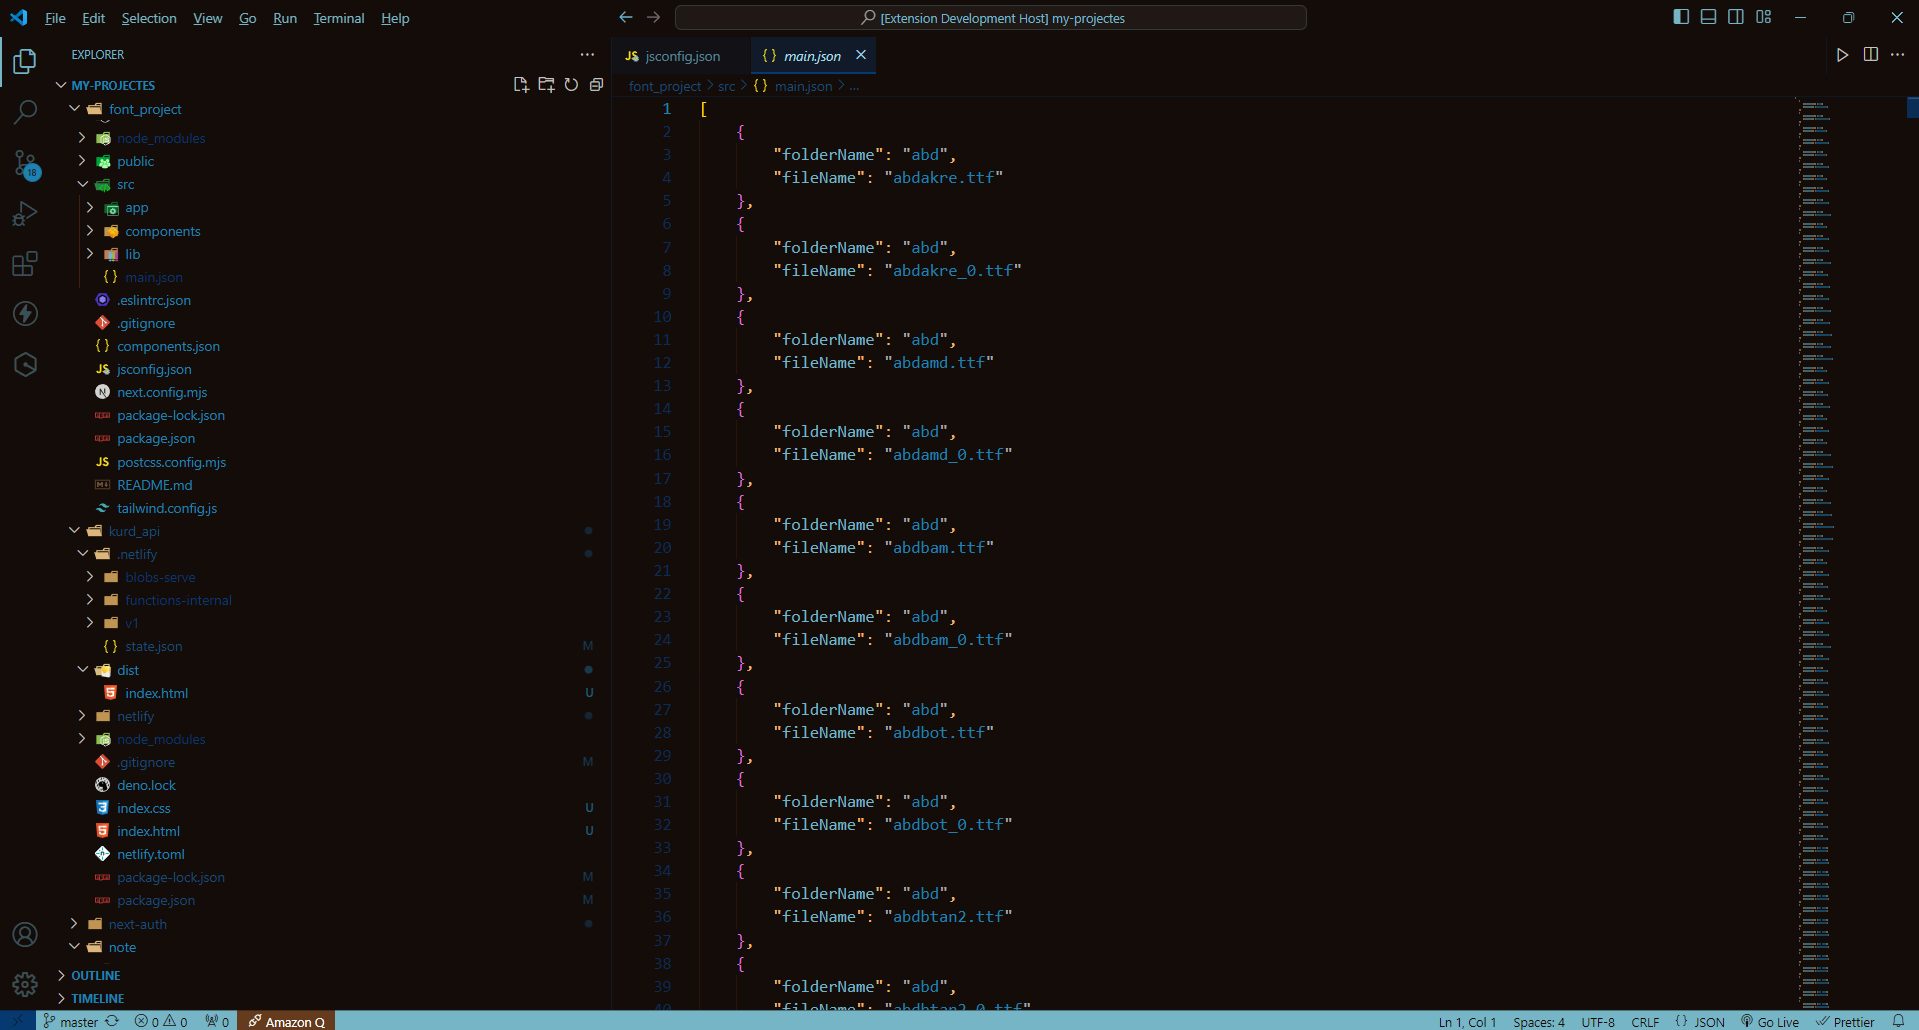 File Edit Selection View Go Run Terminal Help
[Extension Development Host] my-projectes
EXPLORER
MY-PROJECTES
font_project
node_modules
public
src
app
components
lib
main.json
.eslintrc.json
.gitignore
components.json
jsconfig.json
next.config.mjs
package-lock.json
package.json
postcss.config.mjs
README.md
tailwind.config.js
kurd_api
.netlify
blobs-serve
functions-internal
v1
state.json M
dist
index.html U
netlify
node_modules
.gitignore M
deno.lock
index.css U
index.html U
netlify.toml
package-lock.json M
package.json M
next-auth
note
OUTLINE
TIMELINE
18
jsconfig.json main.json
font_project > src > {} main.json > ...
1 [
2 {
3 "folderName": "abd",
4 "fileName": "abdakre.ttf"
5 },
6 {
7 "folderName": "abd",
8 "fileName": "abdakre_0.ttf"
9 },
10 {
11 "folderName": "abd",
12 "fileName": "abdamd.ttf"
13 },
14 {
15 "folderName": "abd",
16 "fileName": "abdamd_0.ttf"
17 },
18 {
19 "folderName": "abd",
20 "fileName": "abdbam.ttf"
21 },
22 {
23 "folderName": "abd",
24 "fileName": "abdbam_0.ttf"
25 },
26 {
27 "folderName": "abd",
28 "fileName": "abdbot.ttf"
29 },
30 {
31 "folderName": "abd",
32 "fileName": "abdbot_0.ttf"
33 },
34 {
35 "folderName": "abd",
36 "fileName": "abdbtan2.ttf"
37 },
38 {
39 "folderName": "abd",
40 "fileName": "abdbtan2_0.ttf"
master 0 0 0 Amazon Q Ln 1, Col 1 Spaces: 4 UTF-8 CRLF {} JSON Go Live Prettier